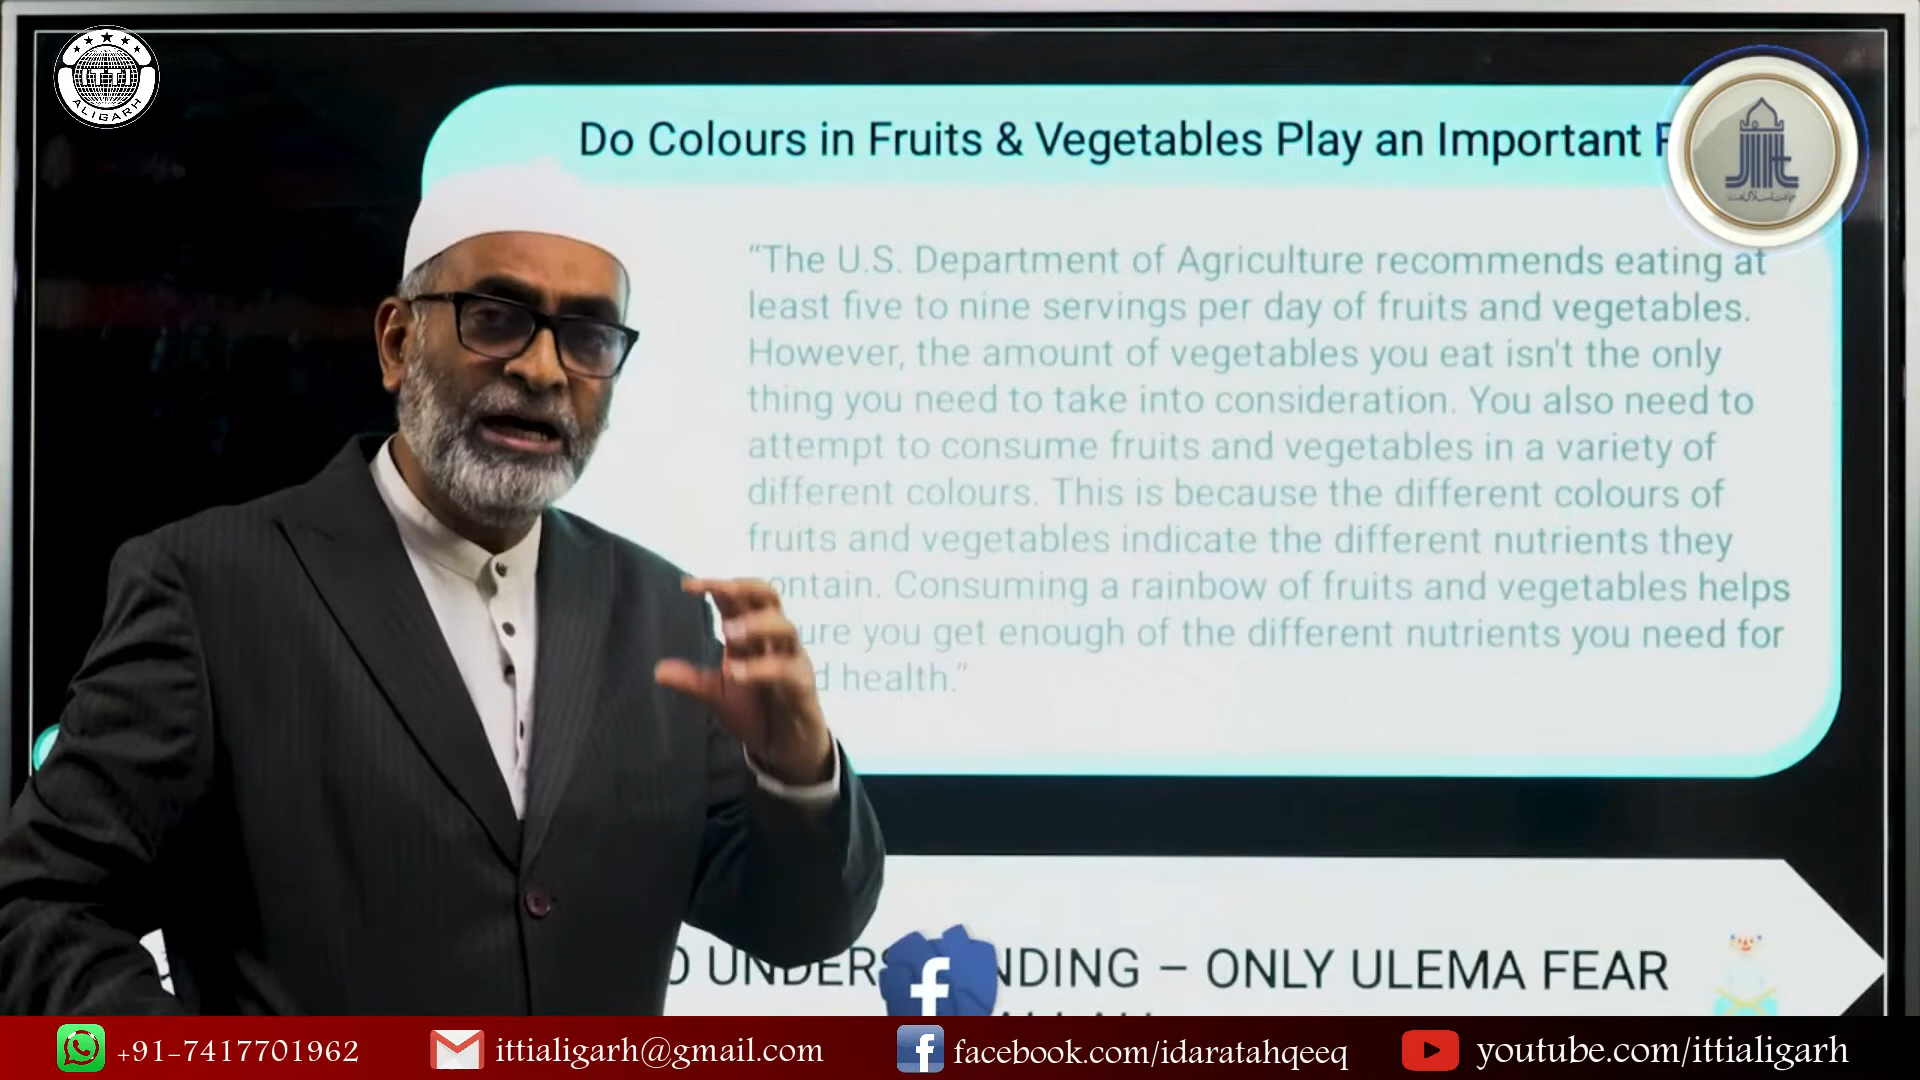 ITTI
ALIGARH
Do Colours in Fruits & Vegetables Play an Important
“The U.S. Department of Agriculture recommends eating at
least five to nine servings per day of fruits and vegetables.
However, the amount of vegetables you eat isn't the only
thing you need to take into consideration. You also need to
attempt to consume fruits and vegetables in a variety of
different colours. This is because the different colours of
fruits and vegetables indicate the different nutrients they
ontain. Consuming a rainbow of fruits and vegetables helps
ure you get enough of the different nutrients you need for
d health.”
O UNDERS NDING – ONLY ULEMA FEAR
+91-7417701962
ittialigarh@gmail.com
facebook.com/idaratahqeeq
youtube.com/ittialigarh